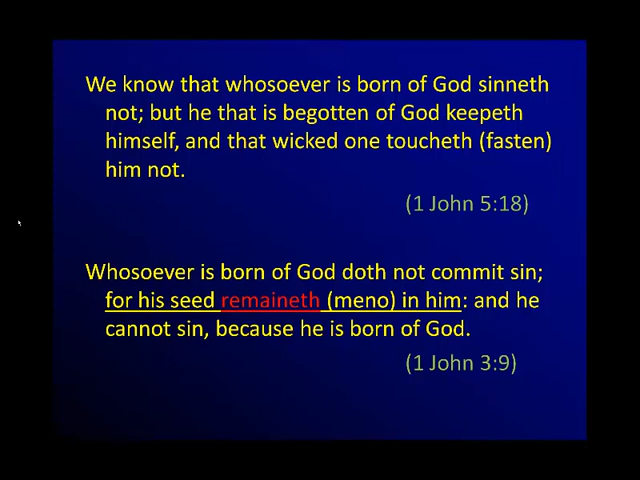 We know that whosoever is born of God sinneth
not; but he that is begotten of God keepeth
himself, and that wicked one toucheth (fasten)
him not.
(1 John 5:18)
Whosoever is born of God doth not commit sin;
for his seed remaineth (meno) in him: and he
cannot sin, because he is born of God.
(1 John 3:9)